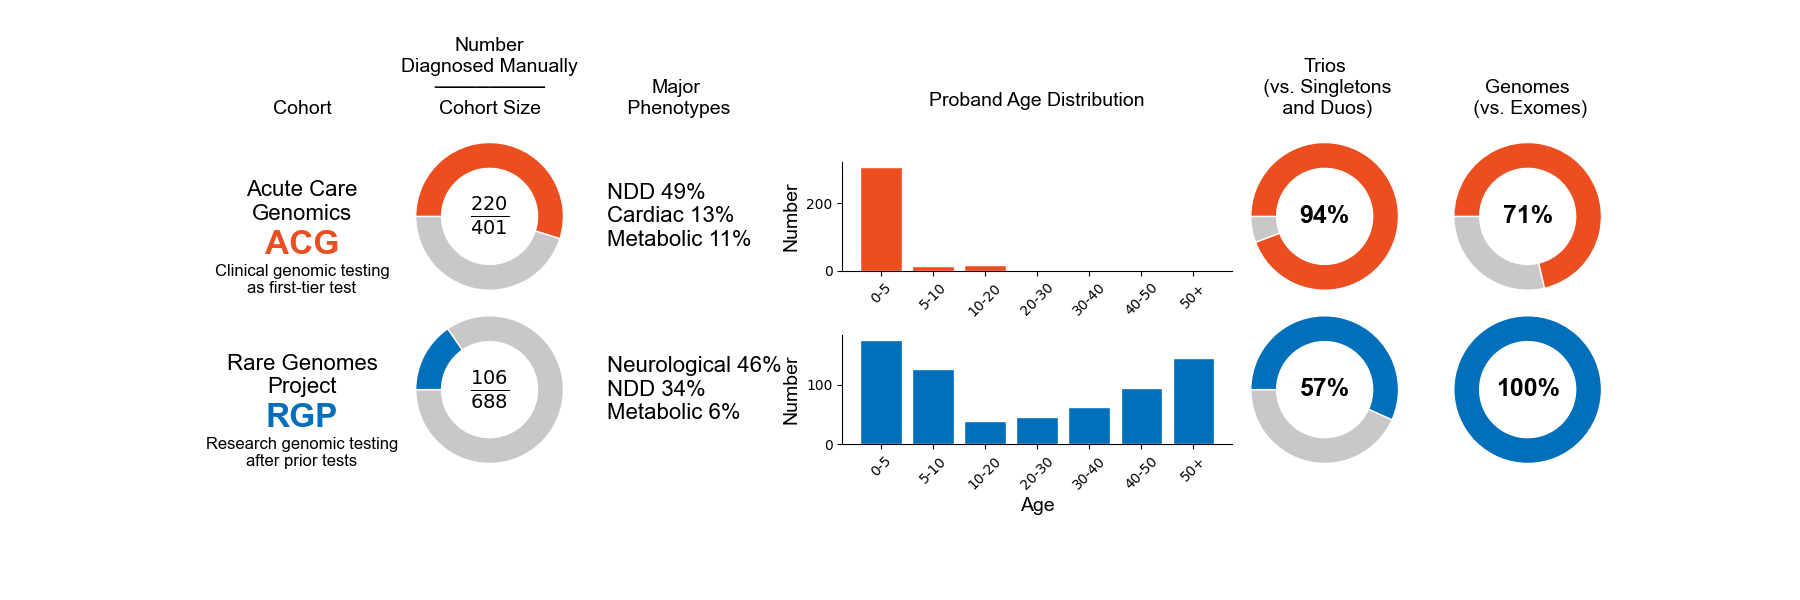 Number
Diagnosed Manually
Cohort Size
Cohort
Major
Phenotypes
Proband Age Distribution
Trios
(vs. Singletons
and Duos)
Genomes
(vs. Exomes)
Acute Care
Genomics
ACG
Clinical genomic testing
as first-tier test
220
401
NDD 49%
Cardiac 13%
Metabolic 11%
Number
200
0
0-5
5-10
10-20
20-30
30-40
40-50
50+
94%
71%
Rare Genomes
Project
RGP
Research genomic testing
after prior tests
106
688
Neurological 46%
NDD 34%
Metabolic 6%
Number
100
0
0-5
5-10
10-20
20-30
30-40
40-50
50+
Age
57%
100%